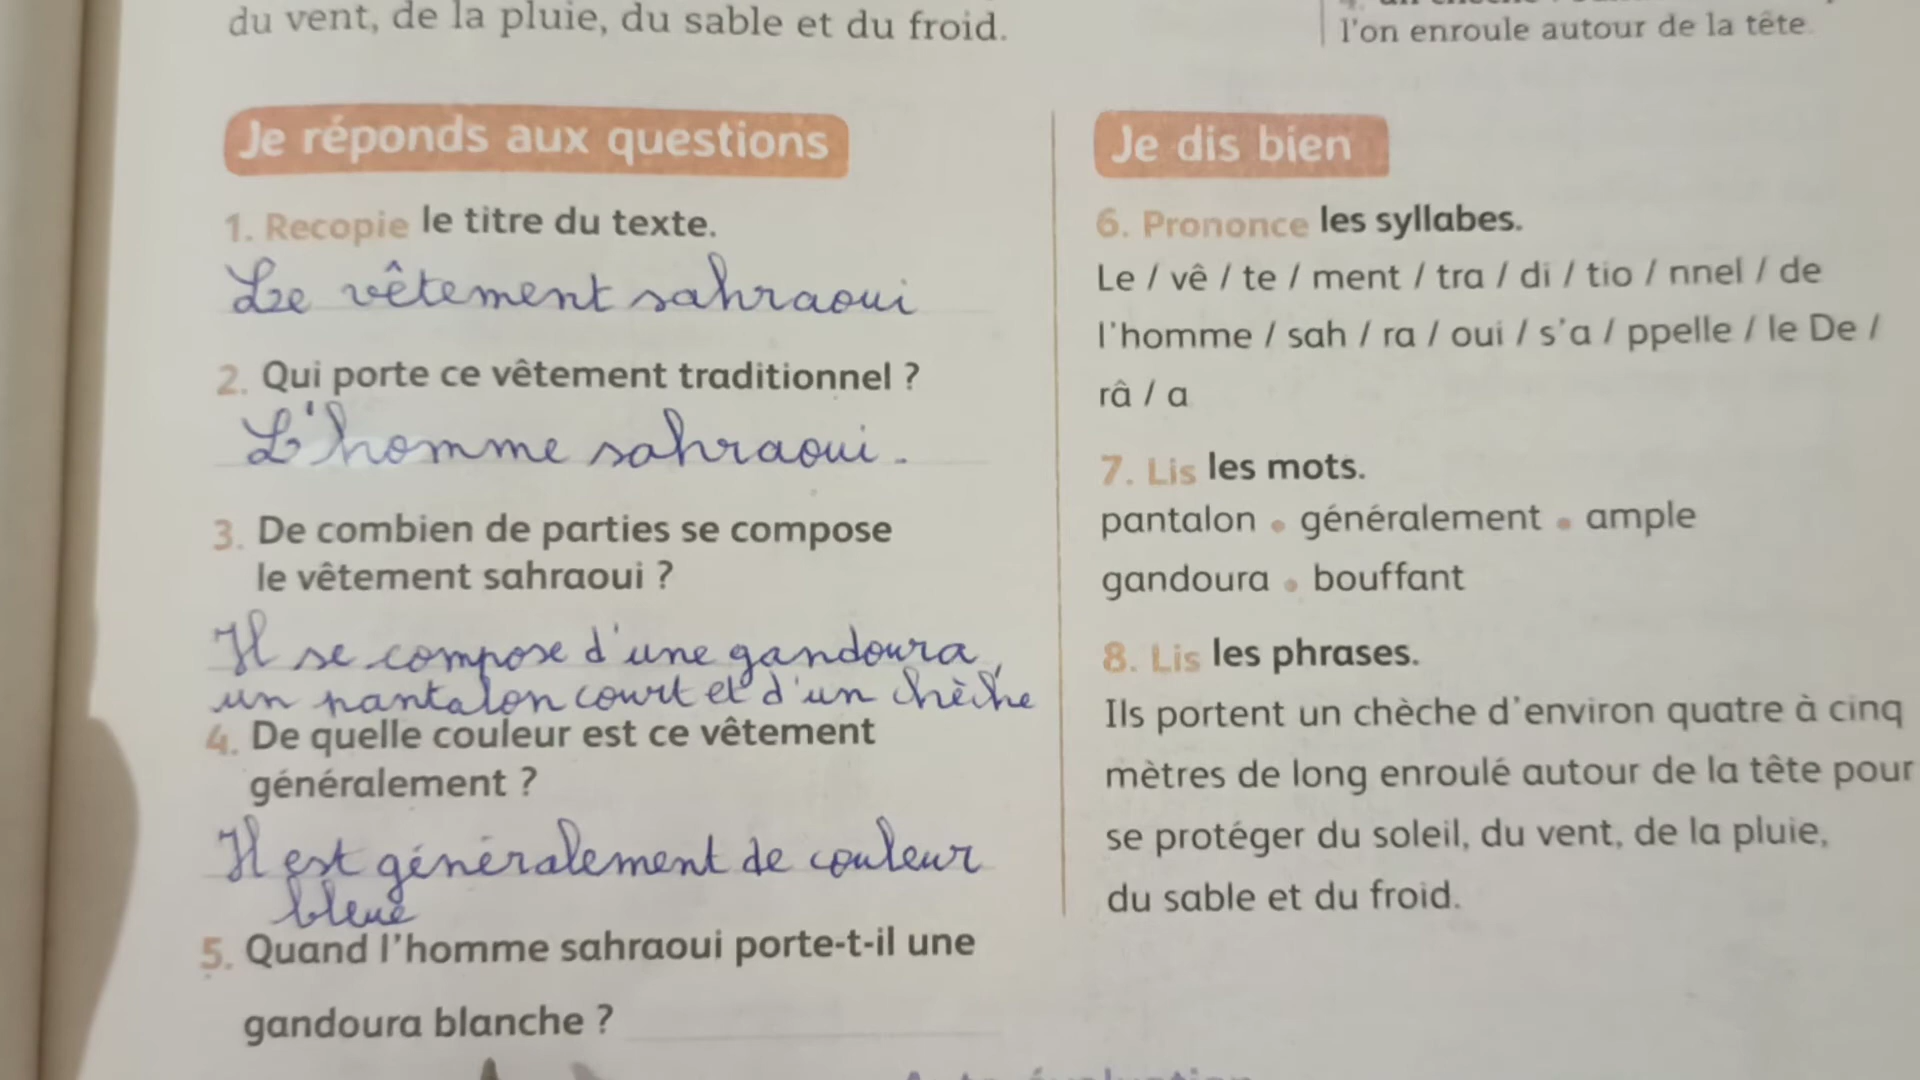 du vent, de la pluie, du sable et du froid.
l'on enroule autour de la tête.
Je réponds aux questions
1. Recopie le titre du texte.
Le vêtement sahraoui
2. Qui porte ce vêtement traditionnel ?
L'homme sahraoui.
3. De combien de parties se compose
le vêtement sahraoui ?
Il se compose d'une gandoura,
un pantalon court et d'un chèche
4. De quelle couleur est ce vêtement
généralement ?
Il est généralement de couleur
bleue
5. Quand l'homme sahraoui porte-t-il une
gandoura blanche ?
Je dis bien
6. Prononce les syllabes.
Le / vê / te / ment / tra / di / tio / nnel / de
l'homme / sah / ra / oui / s'a / ppelle / le De /
râ / a
7. Lis les mots.
pantalon • généralement • ample
gandoura • bouffant
8. Lis les phrases.
Ils portent un chèche d'environ quatre à cinq
mètres de long enroulé autour de la tête pour
se protéger du soleil, du vent, de la pluie,
du sable et du froid.